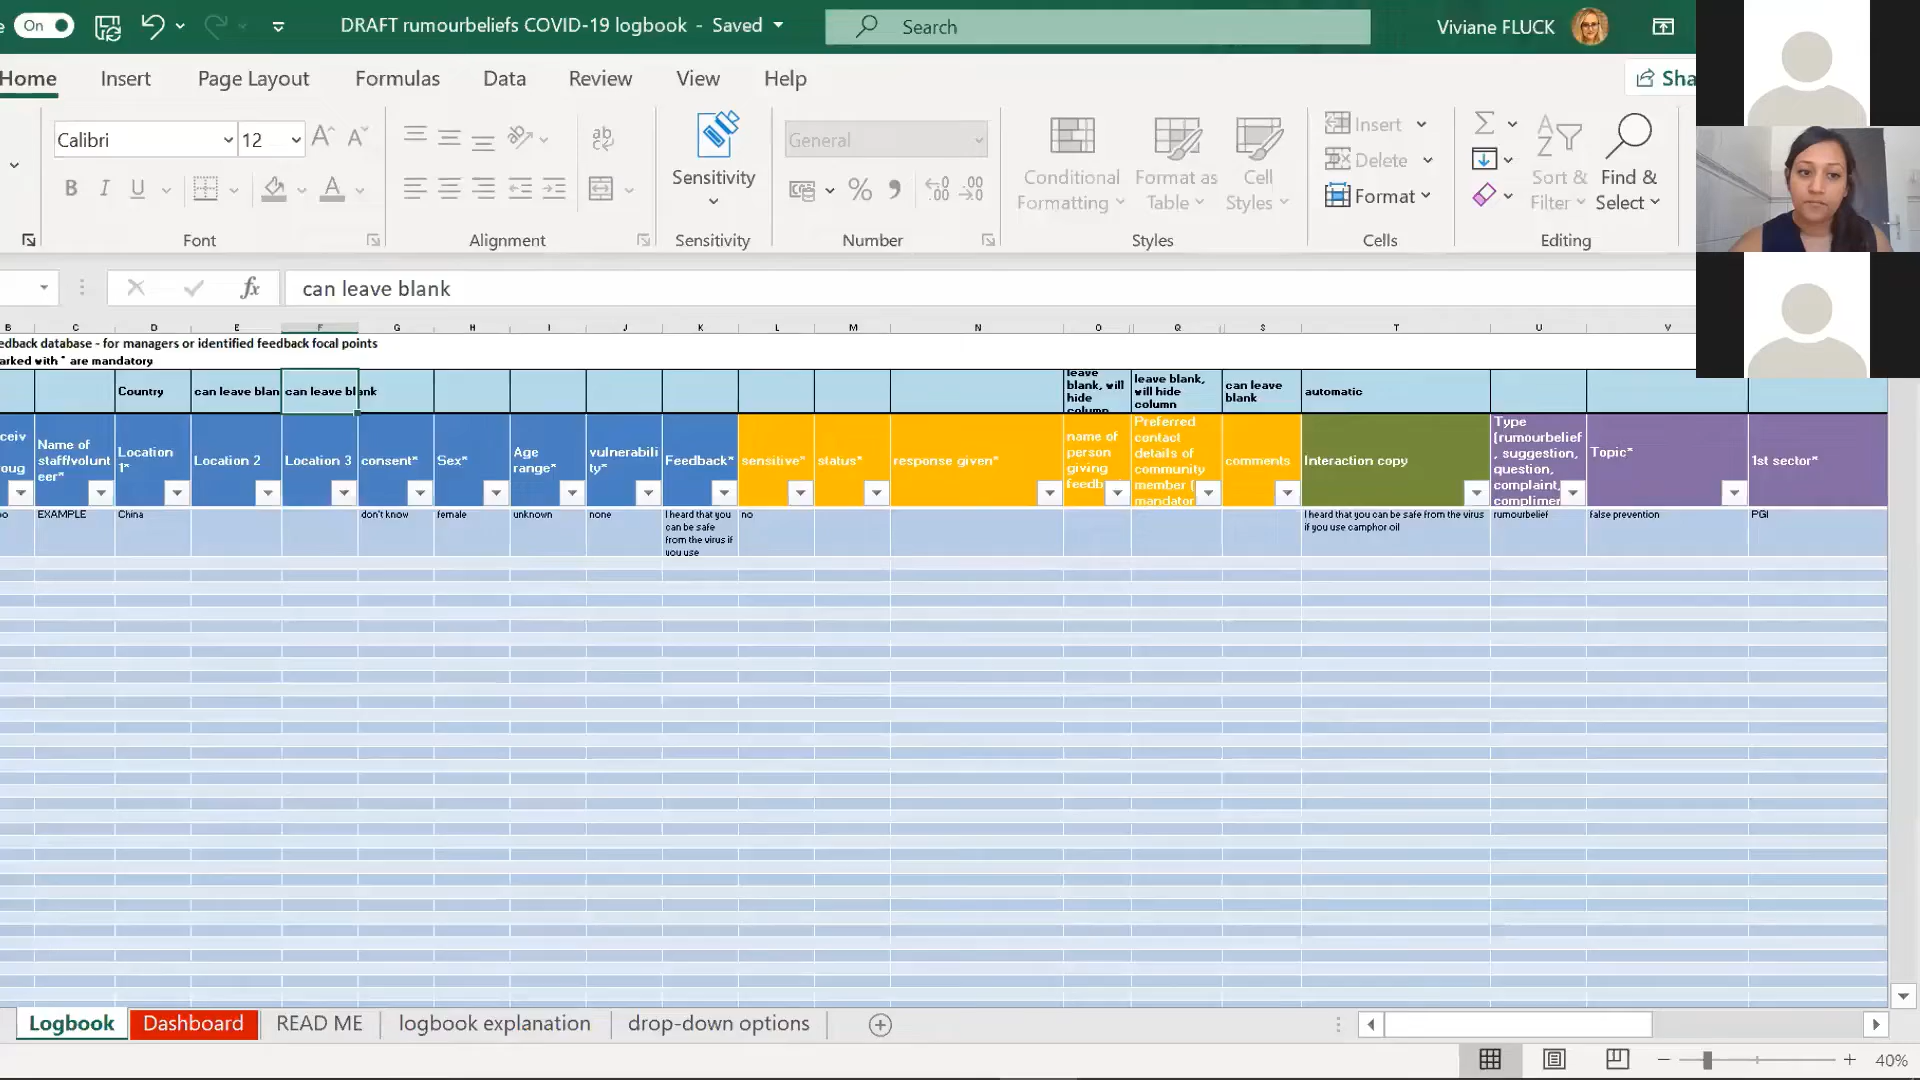 On
DRAFT rumourbeliefs COVID-19 logbook - Saved
Search
Viviane FLUCK
Home Insert Page Layout Formulas Data Review View Help
Calibri 12
General
B I U
ab
Sensitivity
Conditional Formatting
Format as Table
Cell Styles
Insert
Delete
Format
Sort & Filter
Find & Select
Font Alignment Sensitivity Number Styles Cells Editing
fx can leave blank
B C D E F G H I J K L M N O Q S T U V
edback database - for managers or identified feedback focal points
arked with * are mandatory
Country
can leave blan
can leave blank
leave blank, will hide column
leave blank, will hide column
can leave blank
automatic
Name of staff/volunteer*
Location 1*
Location 2
Location 3
consent*
Sex*
Age range*
vulnerability*
Feedback*
sensitive*
status*
response given*
name of person giving feedb
Preferred contact details of community member (mandator
comments
Interaction copy
Type (rumourbelief, suggestion, question, complaint, complimen
Topic*
1st sector*
EXAMPLE
China
don't know
female
unknown
none
I heard that you can be safe from the virus if you use
no
I heard that you can be safe from the virus if you use camphor oil
rumourbelief
false prevention
PGI
Logbook Dashboard READ ME logbook explanation drop-down options
40%